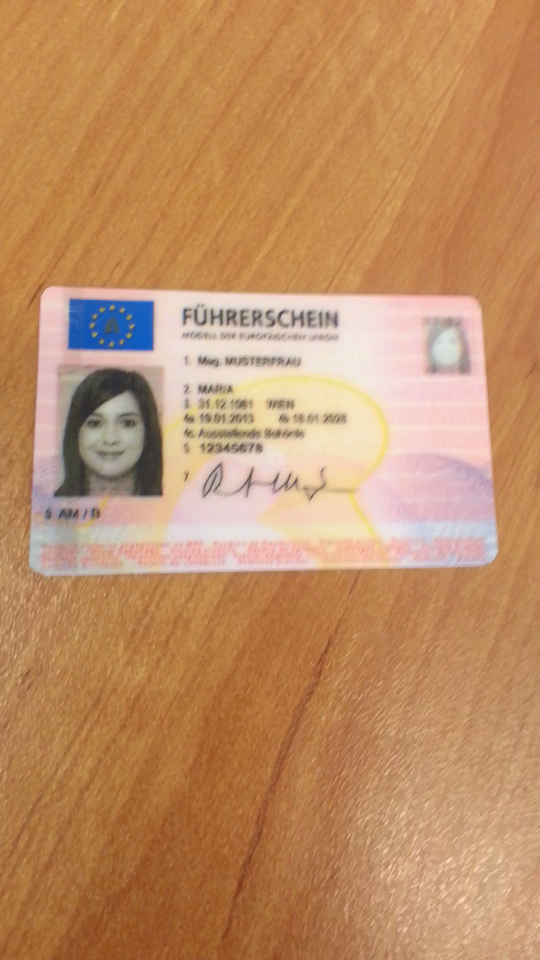 A
FÜHRERSCHEIN
MODELL DER EUROPÄISCHEN UNION
1. Mag. MUSTERFRAU
2. MARIA
3. 31.12.1981 WIEN
4a 19.01.2013 4b 18.01.2028
4c Ausstellende Behörde
5. 12345678
7.
9 AM / B